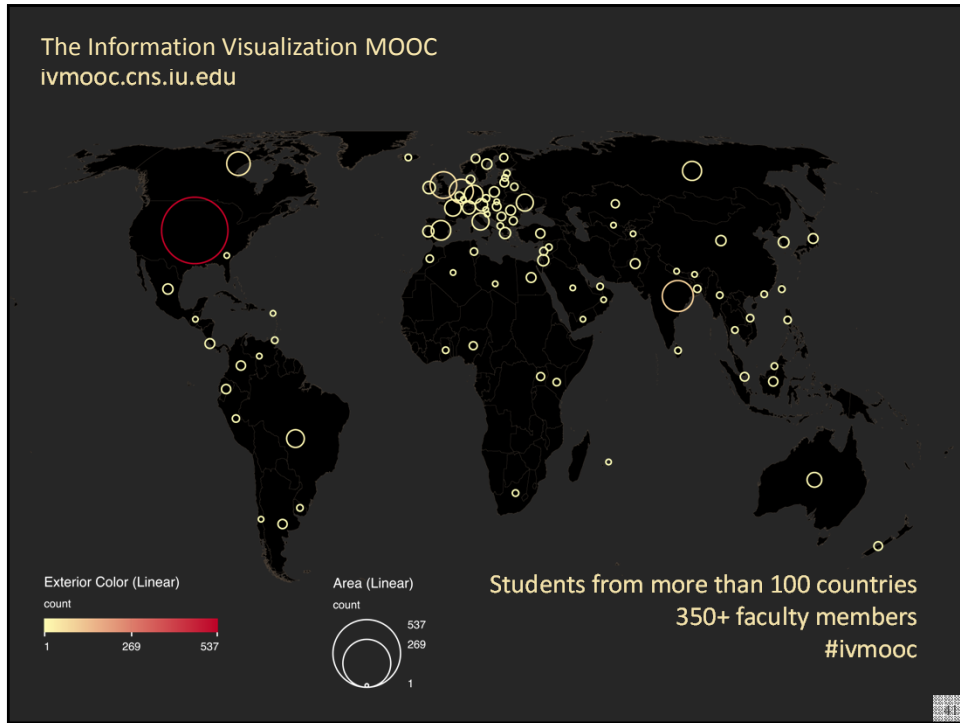 The Information Visualization MOOC
ivmooc.cns.iu.edu
Exterior Color (Linear)
count
1 269 537
Area (Linear)
count
537
269
1
Students from more than 100 countries
350+ faculty members
#ivmooc
41